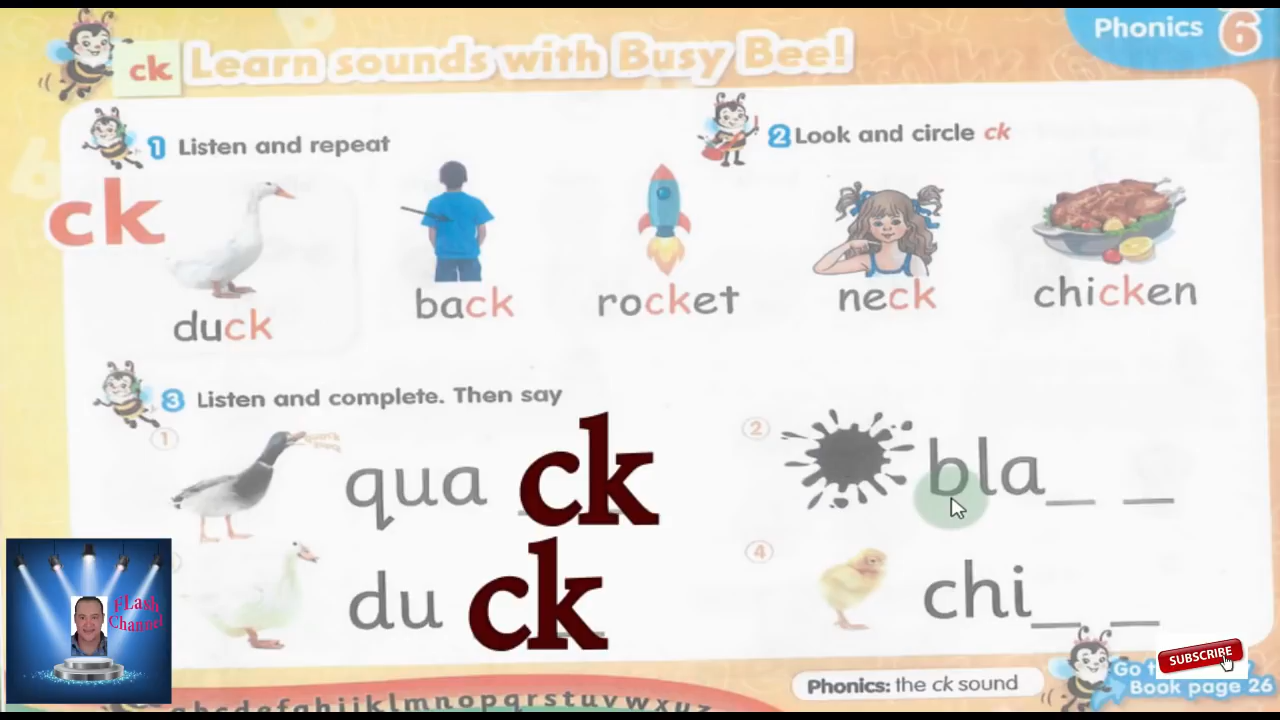 Phonics 6
ck Learn sounds with Busy Bee!
1 Listen and repeat
2 Look and circle ck
ck
duck
back
rocket
neck
chicken
3 Listen and complete. Then say
1
qua ck
2
bla_ _
du ck
4
chi_ _
FLash
Channel
SUBSCRIBE
Phonics: the ck sound
Go t
Book page 26
abcdefghijklmnopqrstuvwxyz